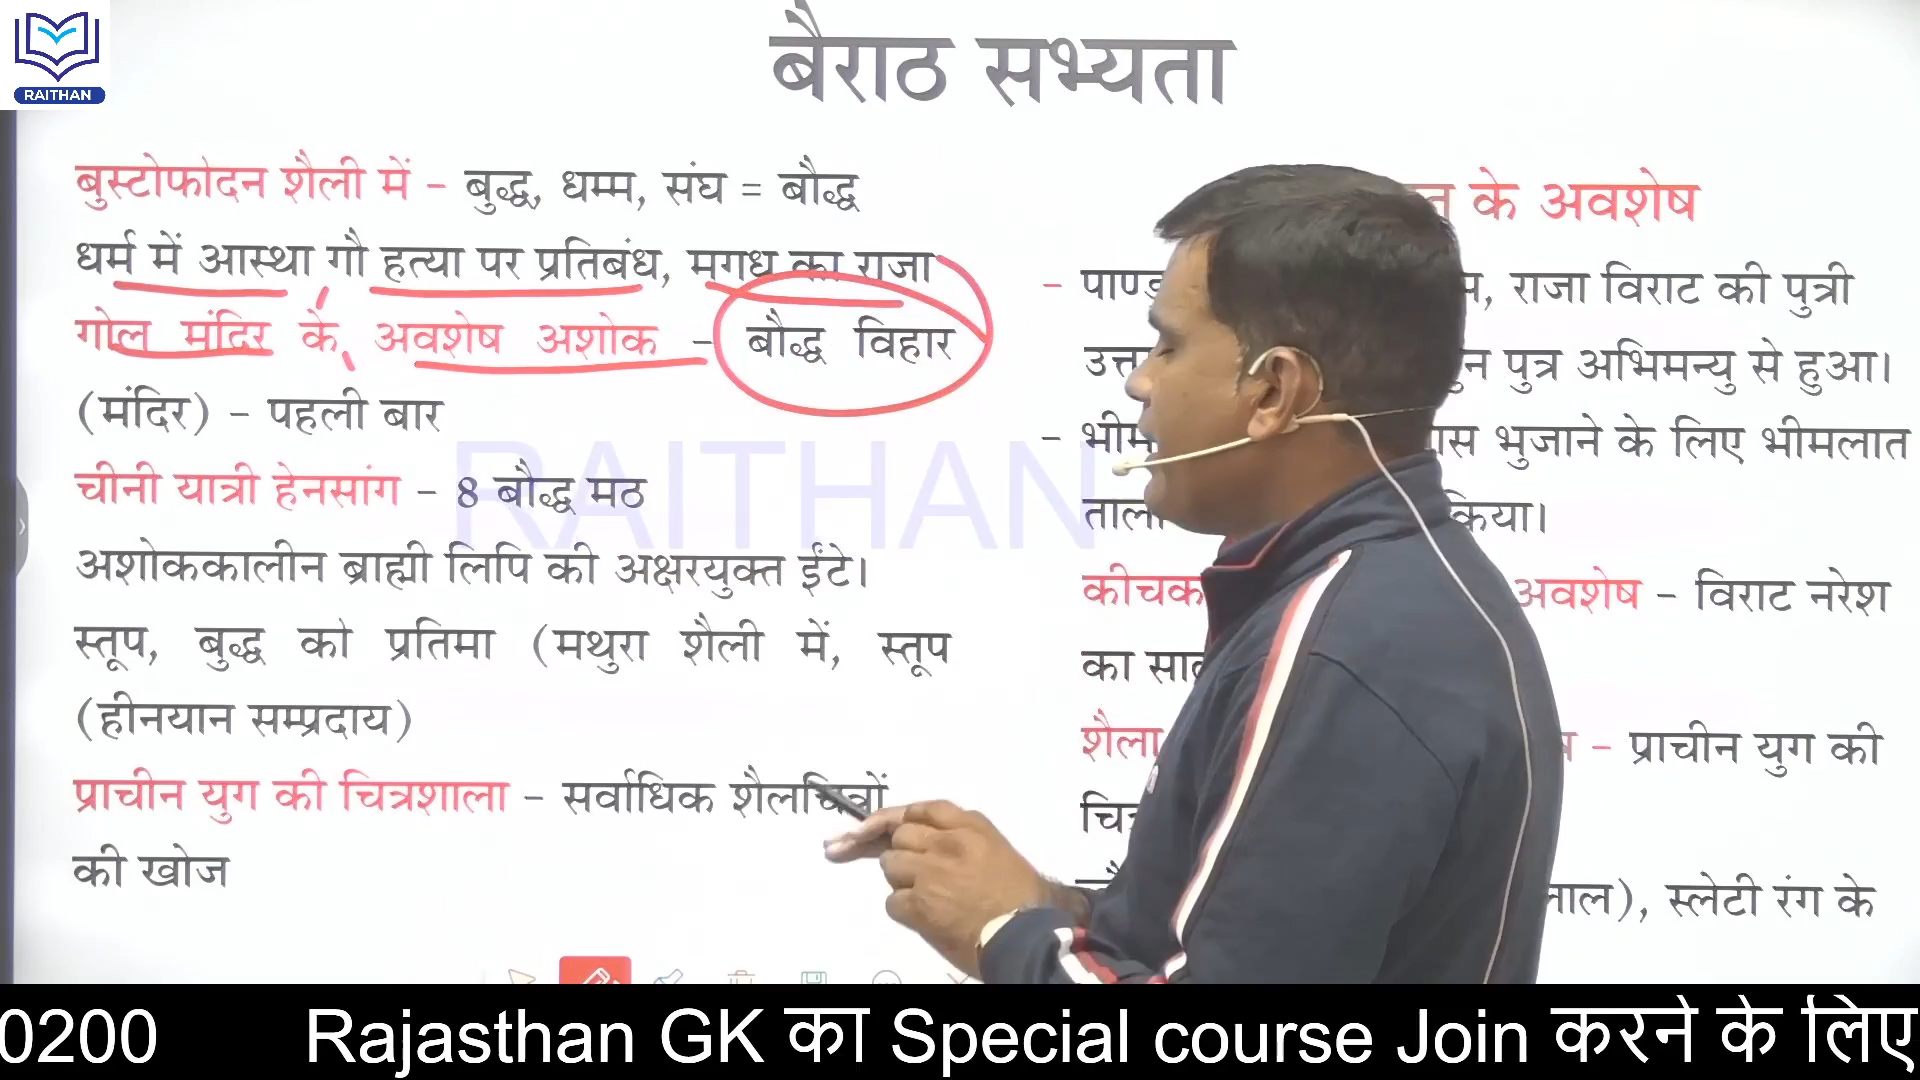 RAITHAN
बैराठ सभ्यता
बुस्टोफोदन शैली में - बुद्ध, धम्म, संघ = बौद्ध
धर्म में आस्था गौ हत्या पर प्रतिबंध, मगध का राजा
गोल मंदिर के अवशेष अशोक - बौद्ध विहार
(मंदिर) - पहली बार
चीनी यात्री हेनसांग - 8 बौद्ध मठ
अशोककालीन ब्राह्मी लिपि की अक्षरयुक्त ईंटे।
स्तूप, बुद्ध को प्रतिमा (मथुरा शैली में, स्तूप
(हीनयान सम्प्रदाय)
प्राचीन युग की चित्रशाला - सर्वाधिक शैलचित्रों
की खोज
RAITHAN
के अवशेष
- राजा विराट की पुत्री
पुत्र अभिमन्यु से हुआ।
- भुजाने के लिए भीमलात
किया।
कीचक अवशेष - विराट नरेश
का
शैला - प्राचीन युग की
स्लेटी रंग के
0200 Rajasthan GK का Special course Join करने के लिए